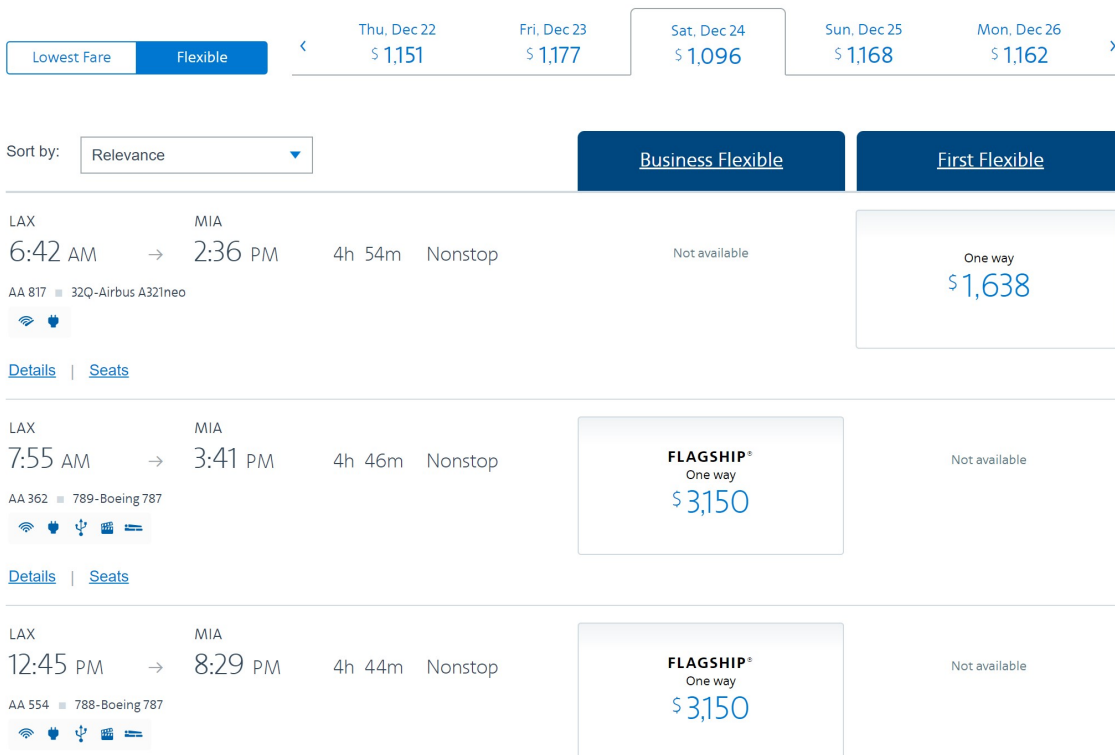 Thu, Dec 22 Fri, Dec 23 Sat, Dec 24 Sun, Dec 25 Mon, Dec 26
Lowest Fare Flexible $ 1,151 $ 1,177 $ 1,096 $ 1,168 $ 1,162
Sort by: Relevance Business Flexible First Flexible
LAX MIA
6:42 AM → 2:36 PM 4h 54m Nonstop Not available One way
$ 1,638
AA 817 32Q-Airbus A321neo
Details | Seats
LAX MIA
7:55 AM → 3:41 PM 4h 46m Nonstop FLAGSHIP® Not available
One way
$ 3,150
AA 362 789-Boeing 787
Details | Seats
LAX MIA
12:45 PM → 8:29 PM 4h 44m Nonstop FLAGSHIP® Not available
One way
$ 3,150
AA 554 788-Boeing 787